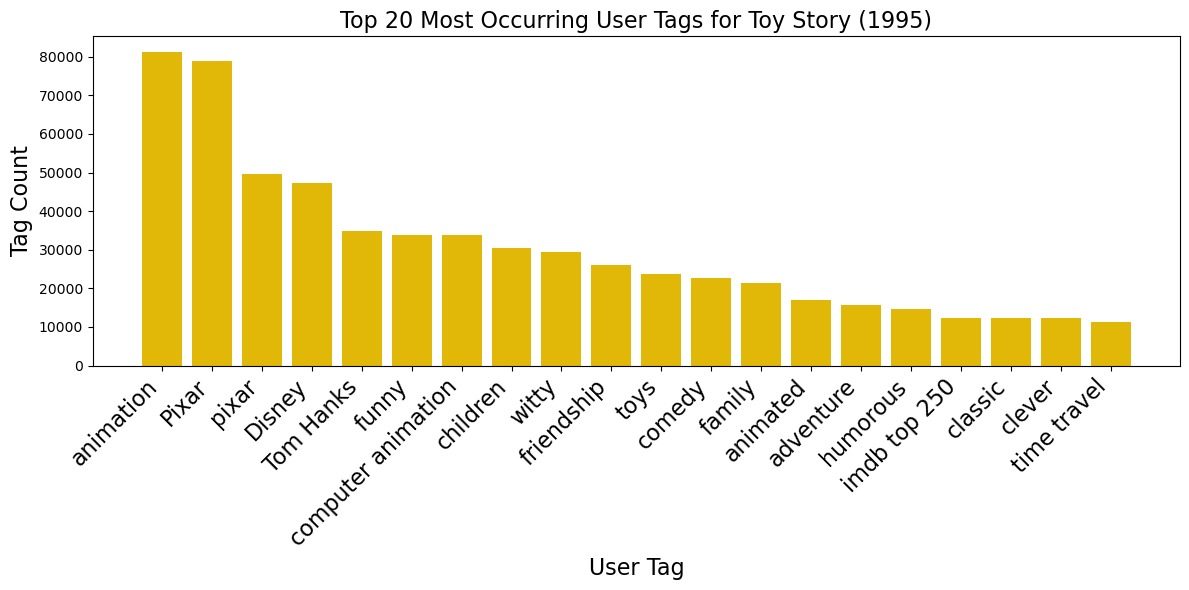 Top 20 Most Occurring User Tags for Toy Story (1995)
Tag Count
80000
70000
60000
50000
40000
30000
20000
10000
0
animation
Pixar
pixar
Disney
Tom Hanks
funny
computer animation
children
witty
friendship
toys
comedy
family
animated
adventure
humorous
imdb top 250
classic
clever
time travel
User Tag